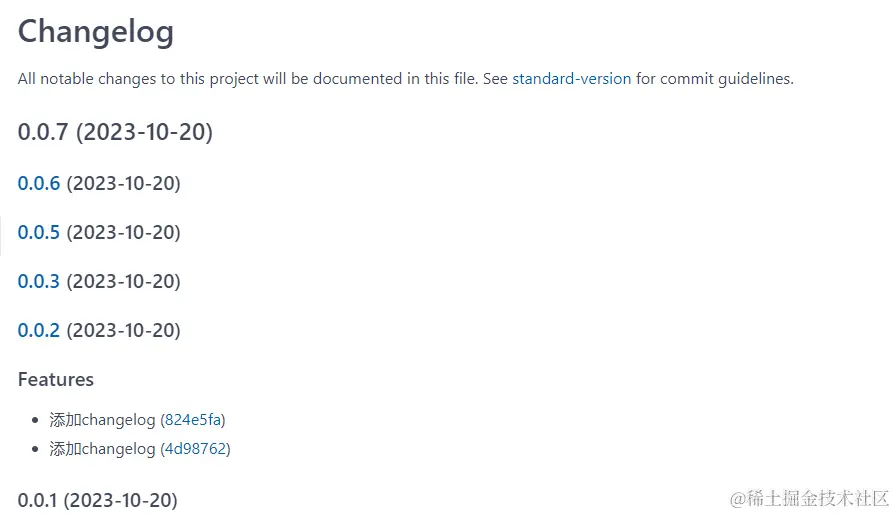 Changelog
All notable changes to this project will be documented in this file. See standard-version for commit guidelines.
0.0.7 (2023-10-20)
0.0.6 (2023-10-20)
0.0.5 (2023-10-20)
0.0.3 (2023-10-20)
0.0.2 (2023-10-20)
Features
• 添加changelog (824e5fa)
• 添加changelog (4d98762)
0.0.1 (2023-10-20)
@稀土掘金技术社区